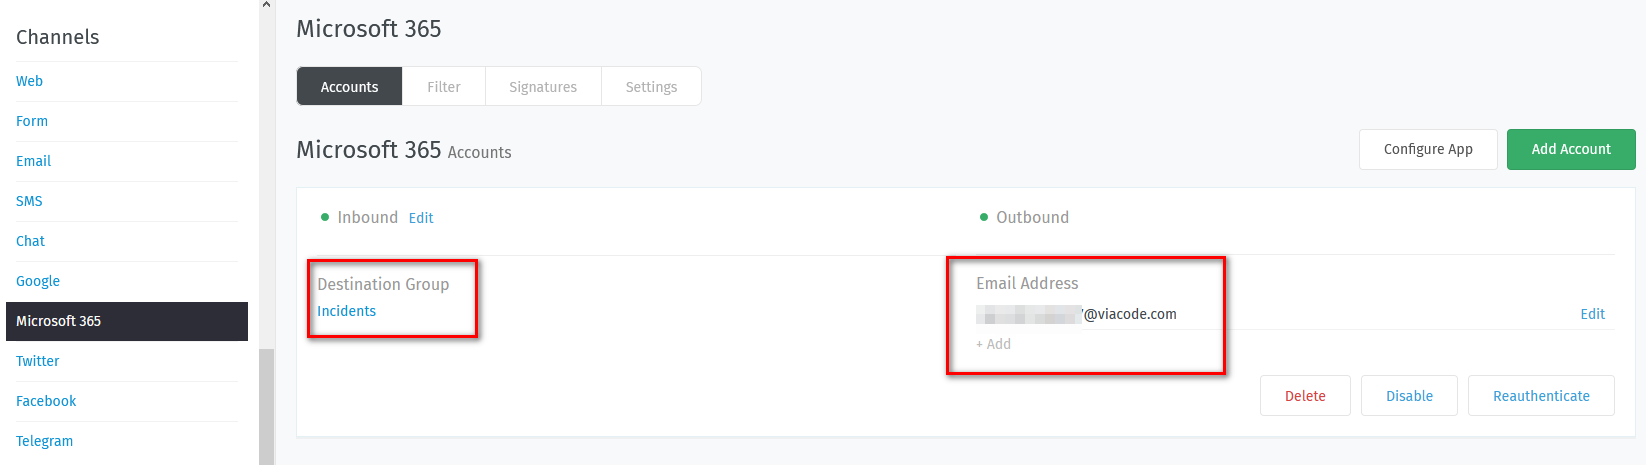 Channels
Web
Form
Email
SMS
Chat
Google
Microsoft 365
Twitter
Facebook
Telegram
Microsoft 365
Accounts Filter Signatures Settings
Microsoft 365 Accounts
Configure App Add Account
Inbound Edit
Outbound
Destination Group
Incidents
Email Address
@viacode.com Edit
+ Add
Delete Disable Reauthenticate